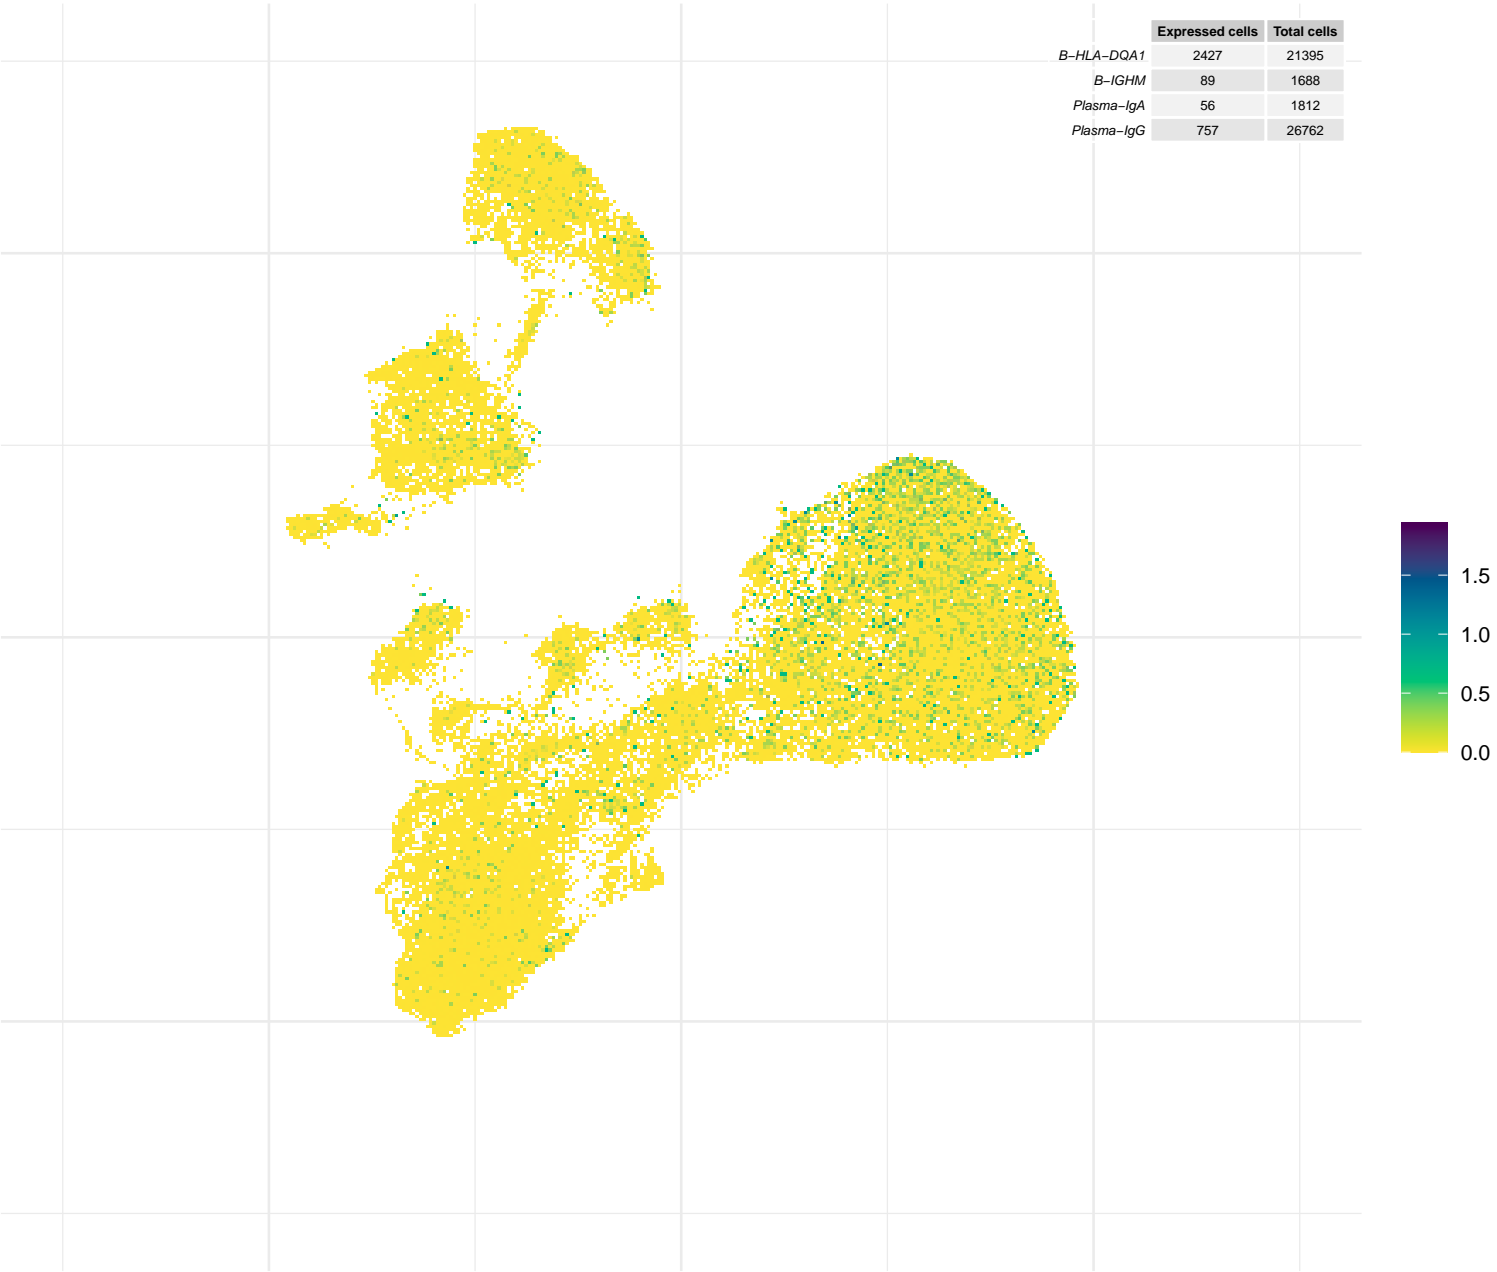 Expressed cells Total cells
B−HLA−DQA1 2427 21395
B−IGHM 89 1688
Plasma−IgA 56 1812
Plasma−IgG 757 26762
1.5
1.0
0.5
0.0